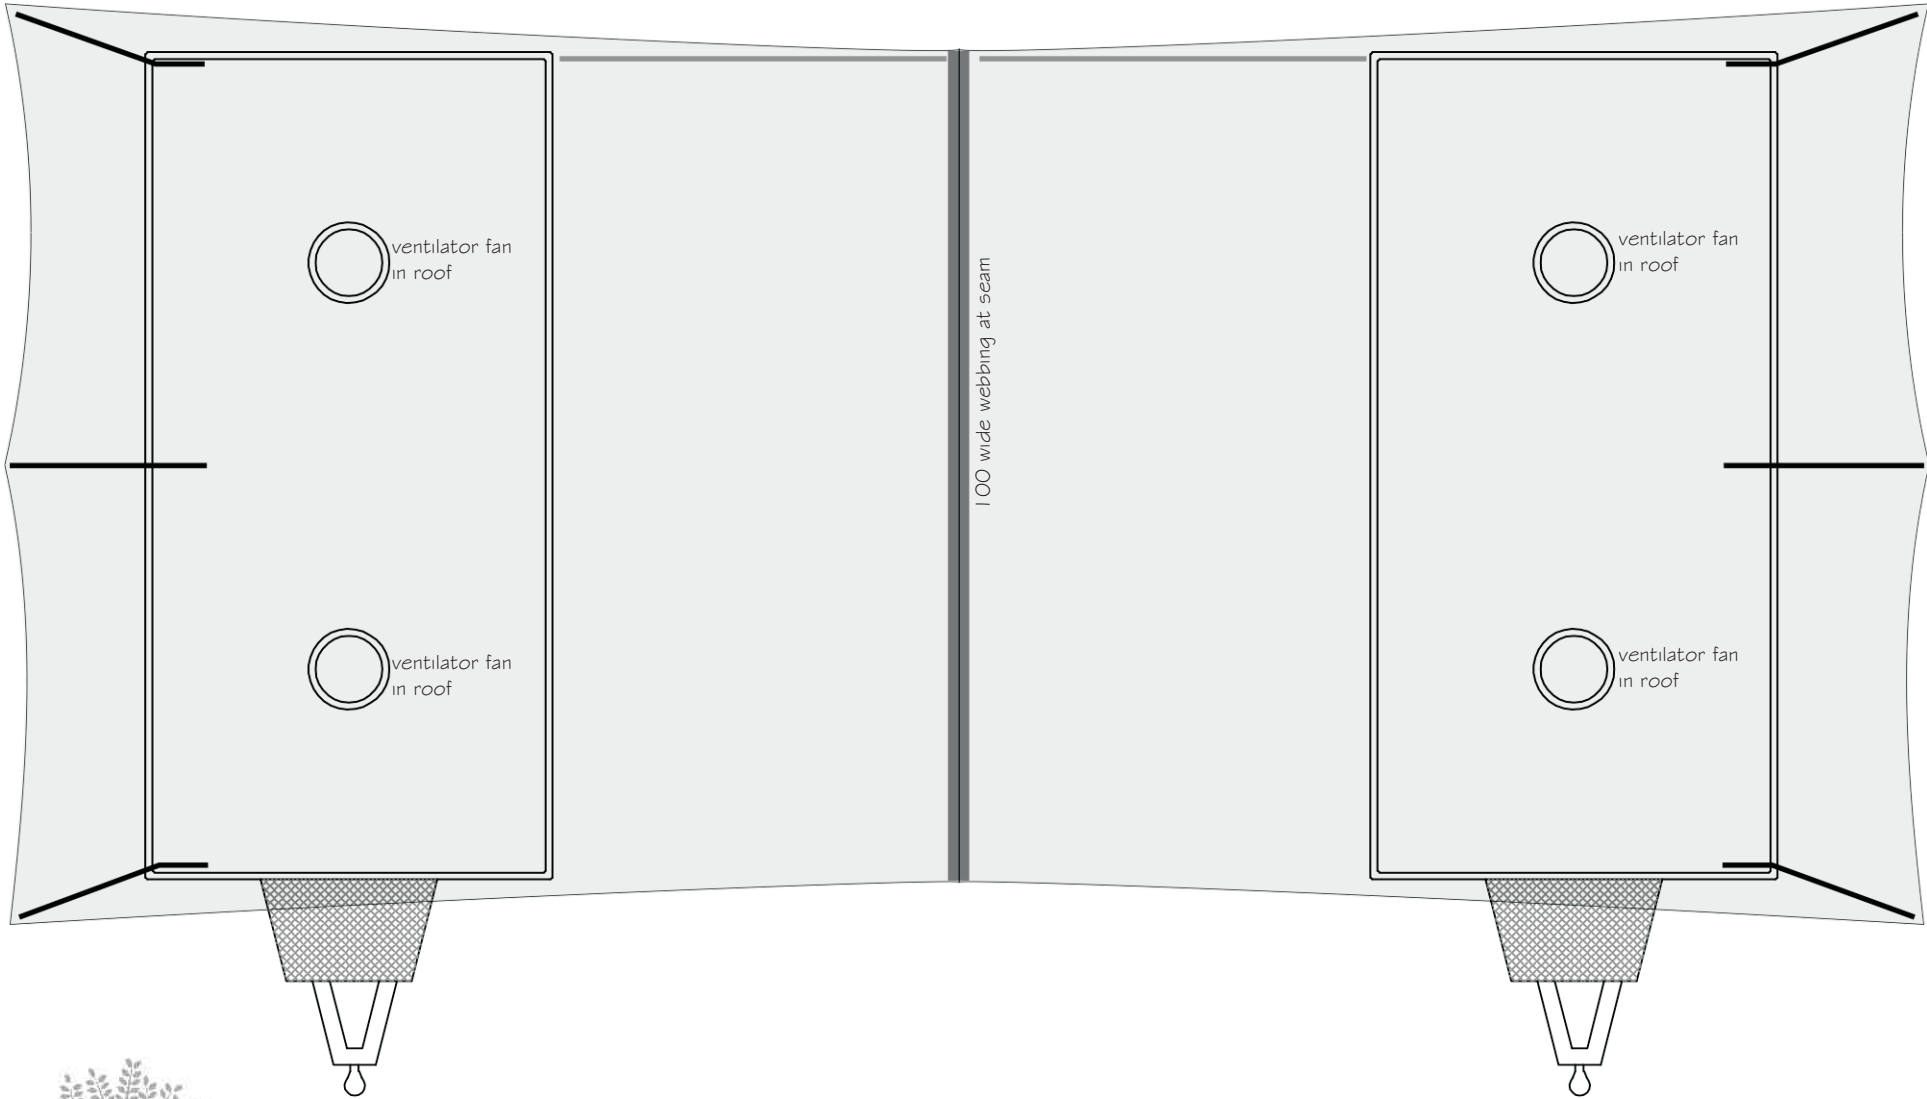 ventilator fan
in roof
ventilator fan
in roof
100 wide webbing at seam
ventilator fan
in roof
ventilator fan
in roof